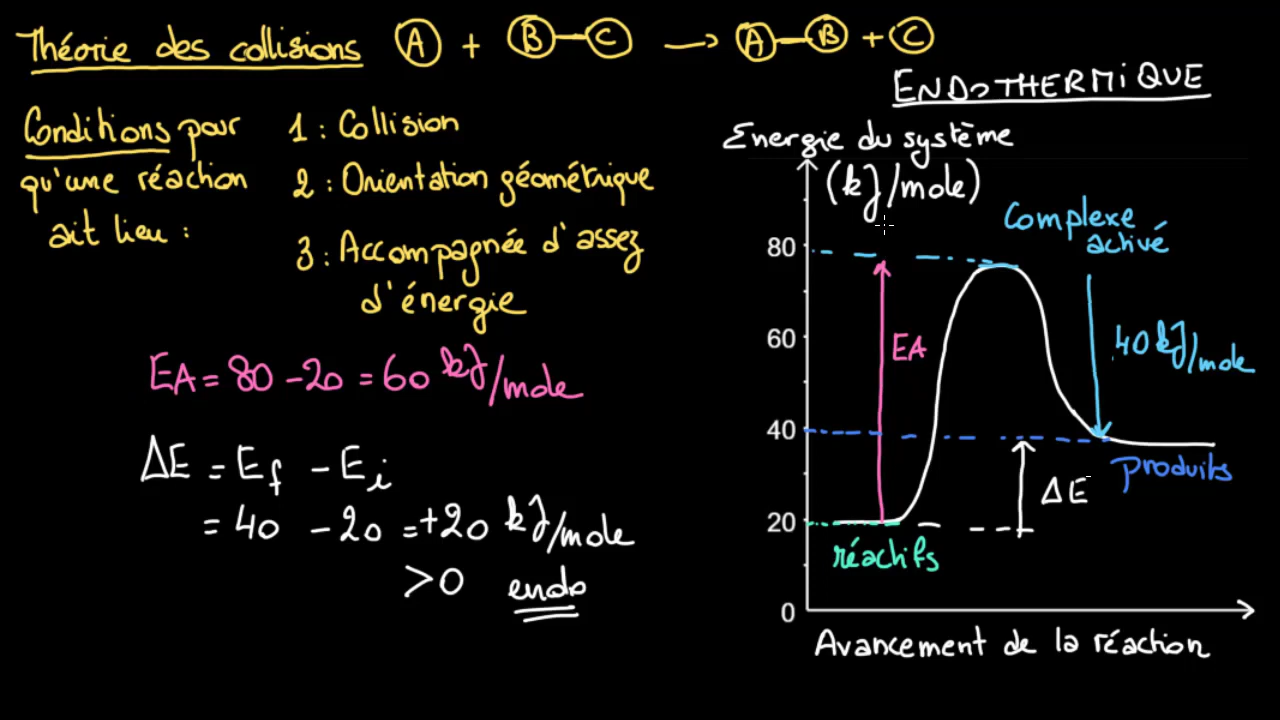 Théorie des collisions A + B—C → A—B + C
ENDOTHERMIQUE
Conditions pour
qu'une réaction
ait lieu :
1 : Collision
2 : Orientation géométrique
3 : Accompagnée d'assez
d'énergie
EA = 80 - 20 = 60 kJ/mole
ΔE = Ef - Ei
= 40 - 20 = +20 kJ/mole
>0 endo
Energie du système
(kJ/mole)
Complexe
activé
80
60
40
20
0
EA
40 kJ/mole
produits
ΔE
réactifs
Avancement de la réaction